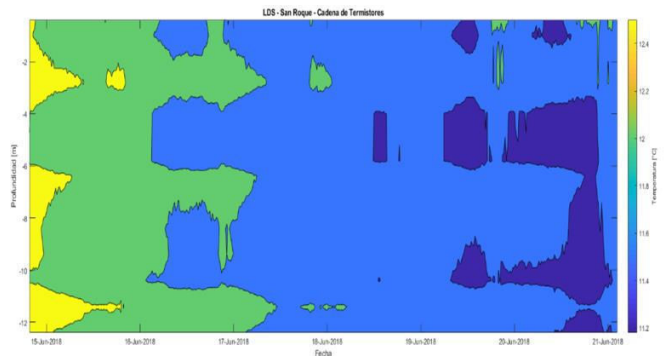 LDS - San Roque - Cadena de Termistores
Profundidad [m]
-2
-4
-6
-8
-10
-12
15-Jun-2018
16-Jun-2018
17-Jun-2018
18-Jun-2018
19-Jun-2018
20-Jun-2018
21-Jun-2018
Fecha
12.4
12.2
12
11.8
11.6
11.4
11.2
Temperatura [°C]